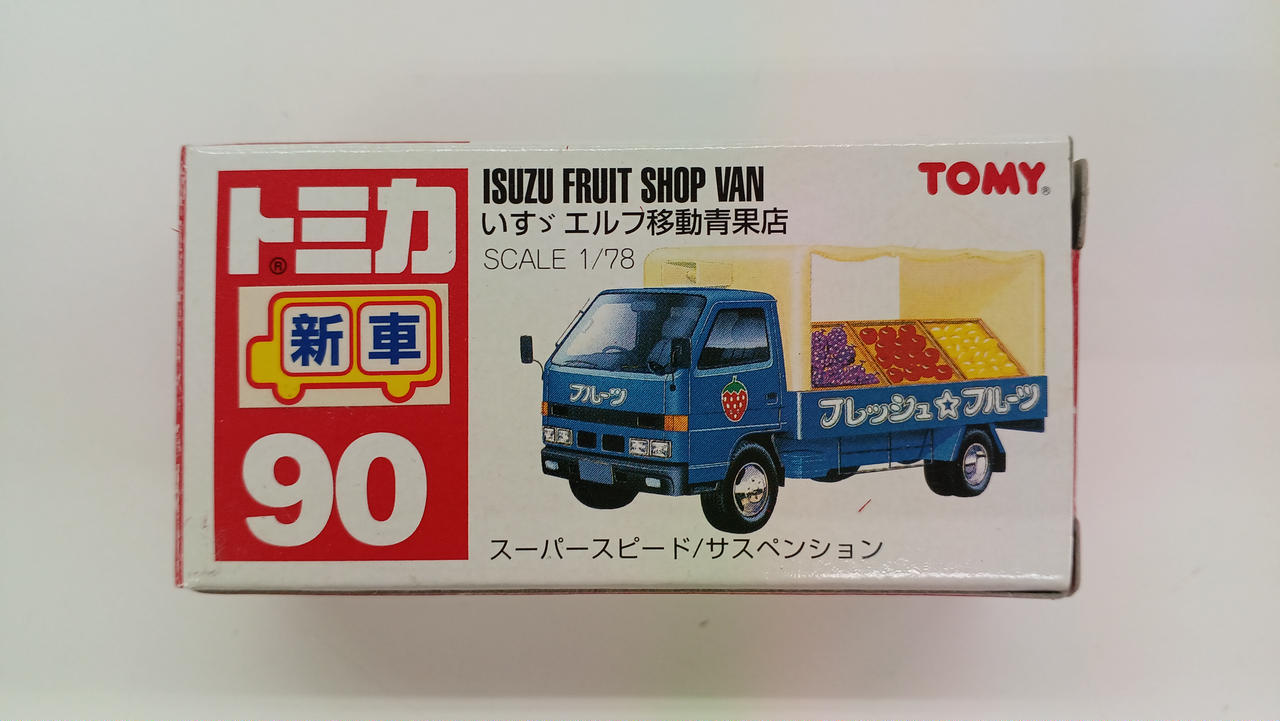 トミカ®
新車
90
ISUZU FRUIT SHOP VAN
いすゞ エルフ移動青果店
SCALE 1/78
TOMY®
フルーツ
フレッシュ☆フルーツ
スーパースピード/サスペンション